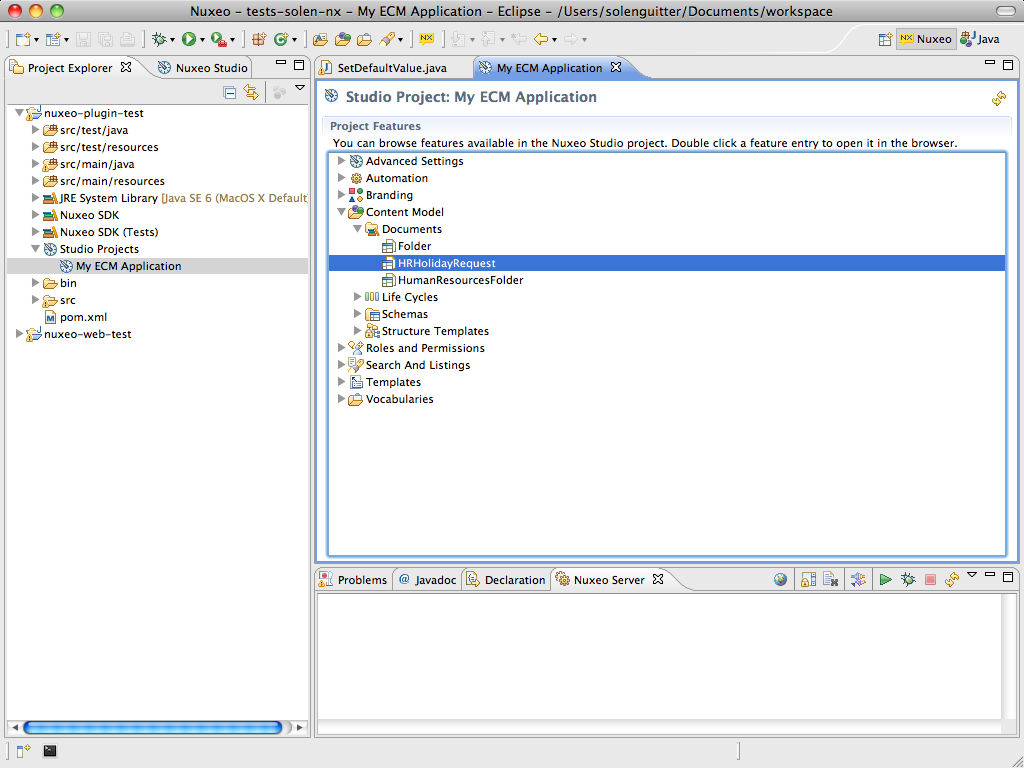 Nuxeo – tests-solen-nx – My ECM Application – Eclipse – /Users/solenguitter/Documents/workspace
NX
NX Nuxeo
Java
Project Explorer
Nuxeo Studio
nuxeo-plugin-test
src/test/java
src/test/resources
src/main/java
src/main/resources
JRE System Library [Java SE 6 (MacOS X Default
Nuxeo SDK
Nuxeo SDK (Tests)
Studio Projects
My ECM Application
bin
src
pom.xml
nuxeo-web-test
SetDefaultValue.java
My ECM Application
Studio Project: My ECM Application
Project Features
You can browse features available in the Nuxeo Studio project. Double click a feature entry to open it in the browser.
Advanced Settings
Automation
Branding
Content Model
Documents
Folder
HRHolidayRequest
HumanResourcesFolder
Life Cycles
Schemas
Structure Templates
Roles and Permissions
Search And Listings
Templates
Vocabularies
Problems
@ Javadoc
Declaration
Nuxeo Server